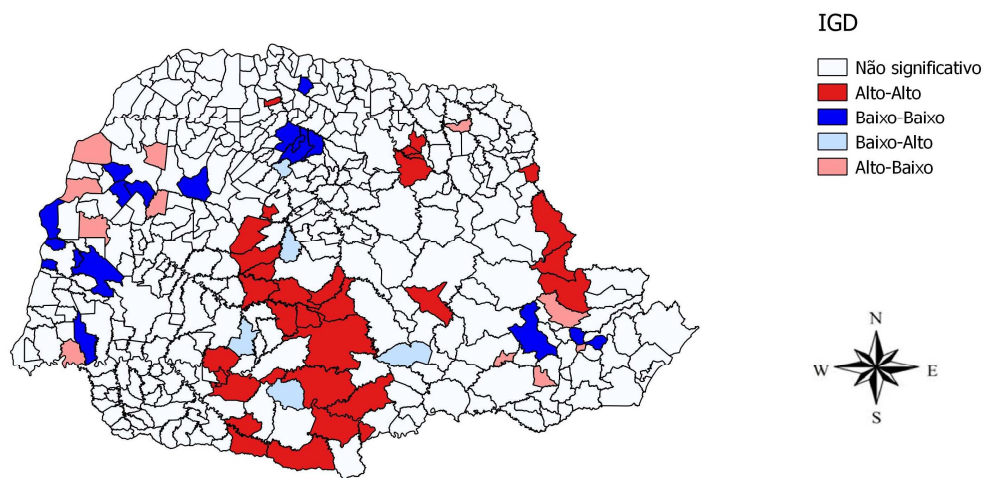 IGD
Não significativo
Alto-Alto
Baixo-Baixo
Baixo-Alto
Alto-Baixo
N
W E
S